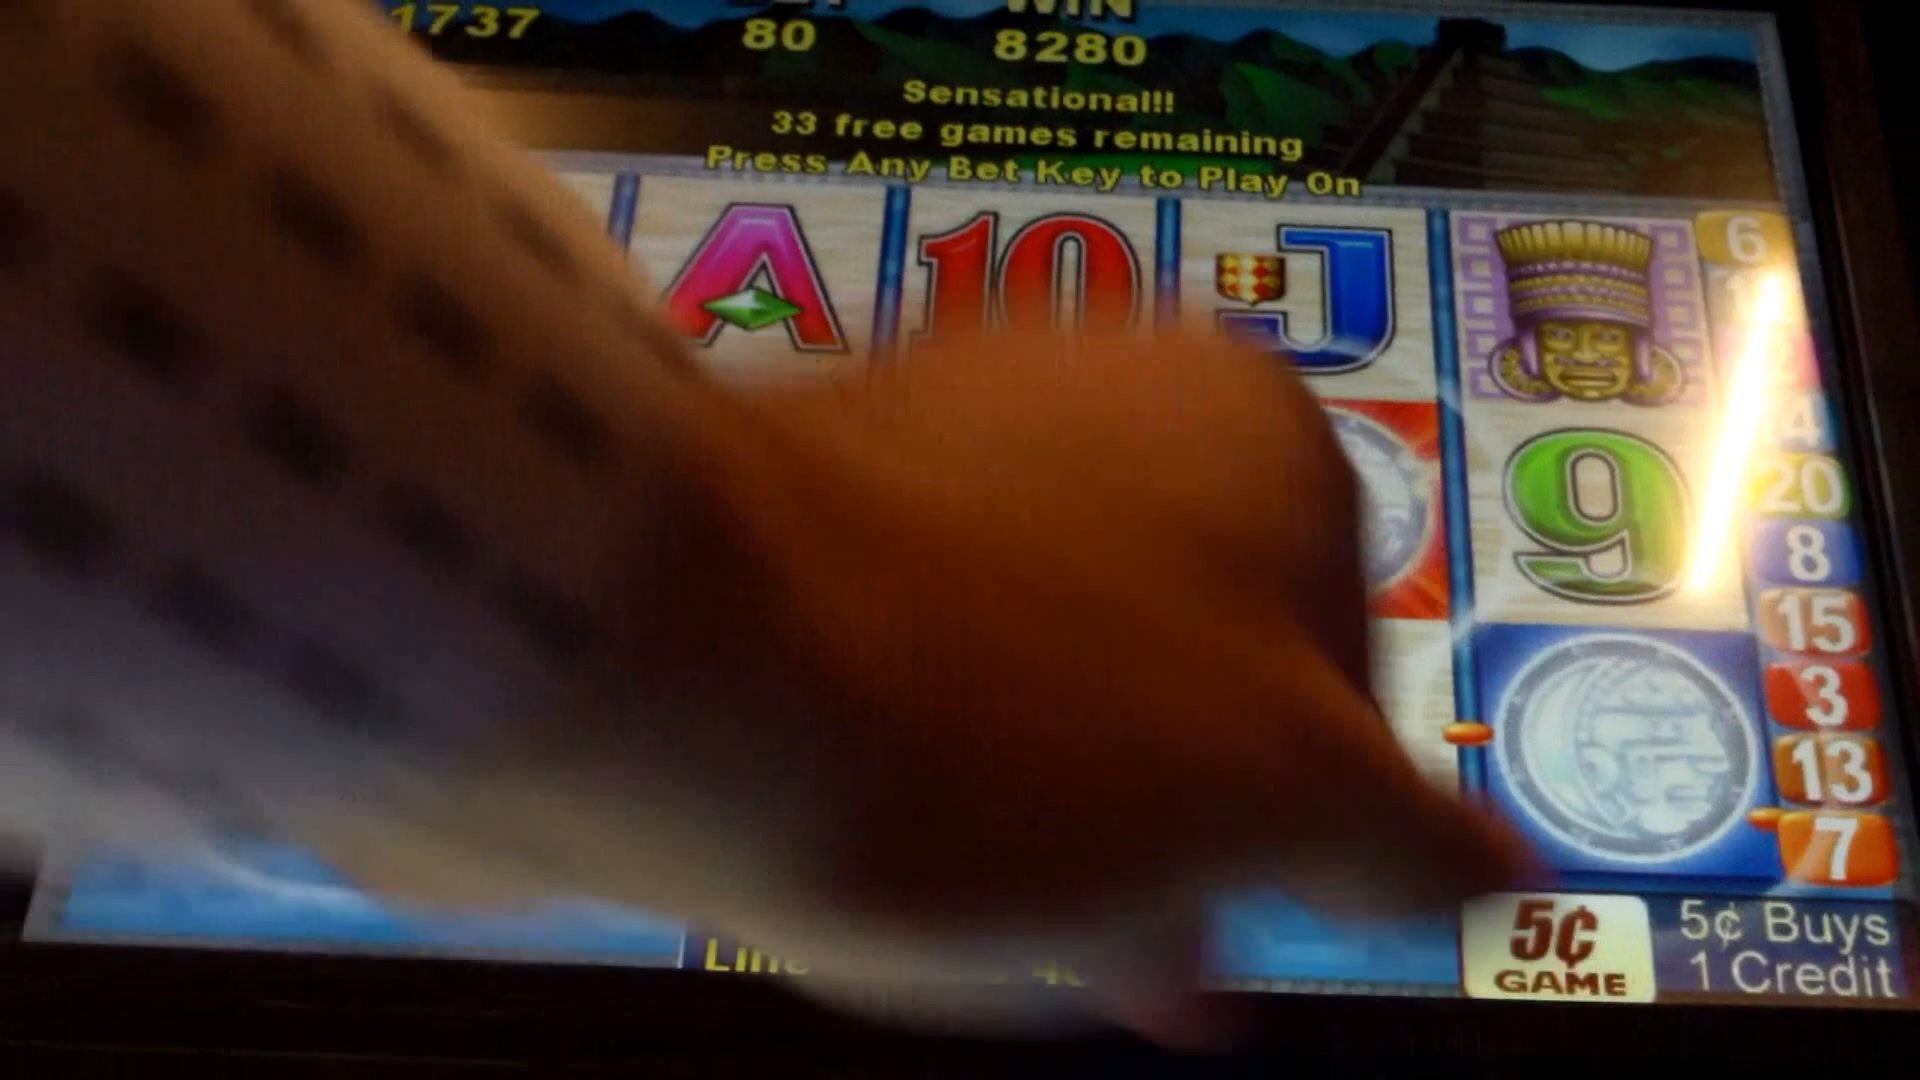 1737
80
WIN
8280
Sensational!!
33 free games remaining
Press Any Bet Key to Play On
A
10
J
6
9
4
20
8
15
3
13
7
5¢
GAME
5¢ Buys
1 Credit